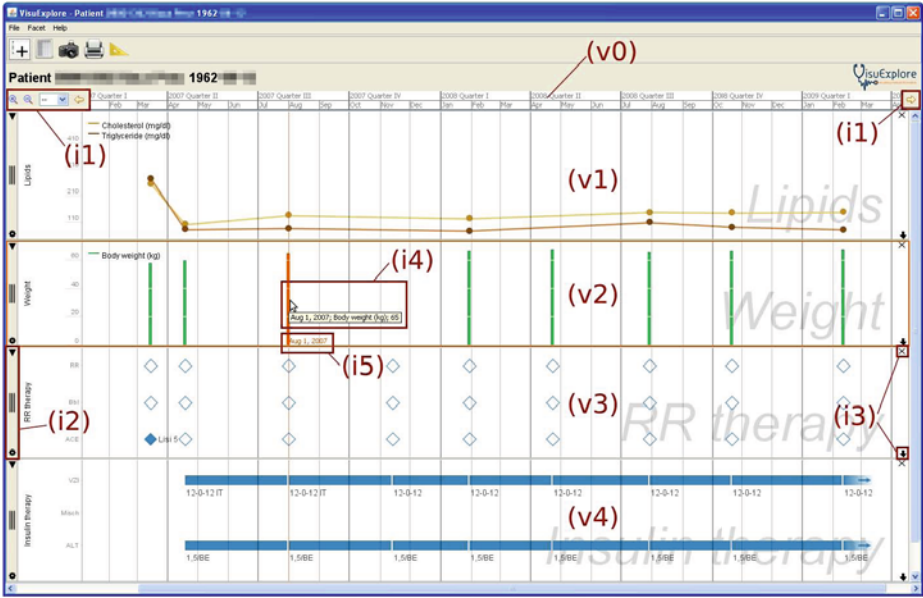 VisuExplore - Patient 1962
File Facet Help
(v0)
Patient 1962
VisuExplore
Quarter I 2007 Quarter II 2007 Quarter III 2007 Quarter IV 2008 Quarter I 2008 Quarter II 2008 Quarter III 2008 Quarter IV 2009 Quarter I
Feb Mar Apr May Jun Jul Aug Sep Oct Nov Dec Jan Feb Mar Apr May Jun Jul Aug Sep Oc Nov Dec Jan Feb Mar
(i1)
(i1)
Cholesterol (mg/dl)
Triglyceride (mg/dl)
410
210
110
Lipids
(v1)
Lipids
Body weight (kg)
60
40
20
0
Weight
(i4)
(v2)
Weight
Aug 1, 2007; Body weight (kg); 65
Aug 1, 2007
(i5)
RR
Bst
ACE
RR therapy
(i2)
Lisi 5
(v3)
RR therapy
(i3)
VZI
12-0-12 IT 12-0-12 IT 12-0-12 12-0-12 12-0-12 12-0-12 12-0-12 12-0-12
Misch
Insulin therapy
(v4)
Insulin therapy
ALT
1,5/BE 1,5/BE 1,5/BE 1,5/BE 1,5/BE 1,5/BE 1,5/BE 1,5/BE